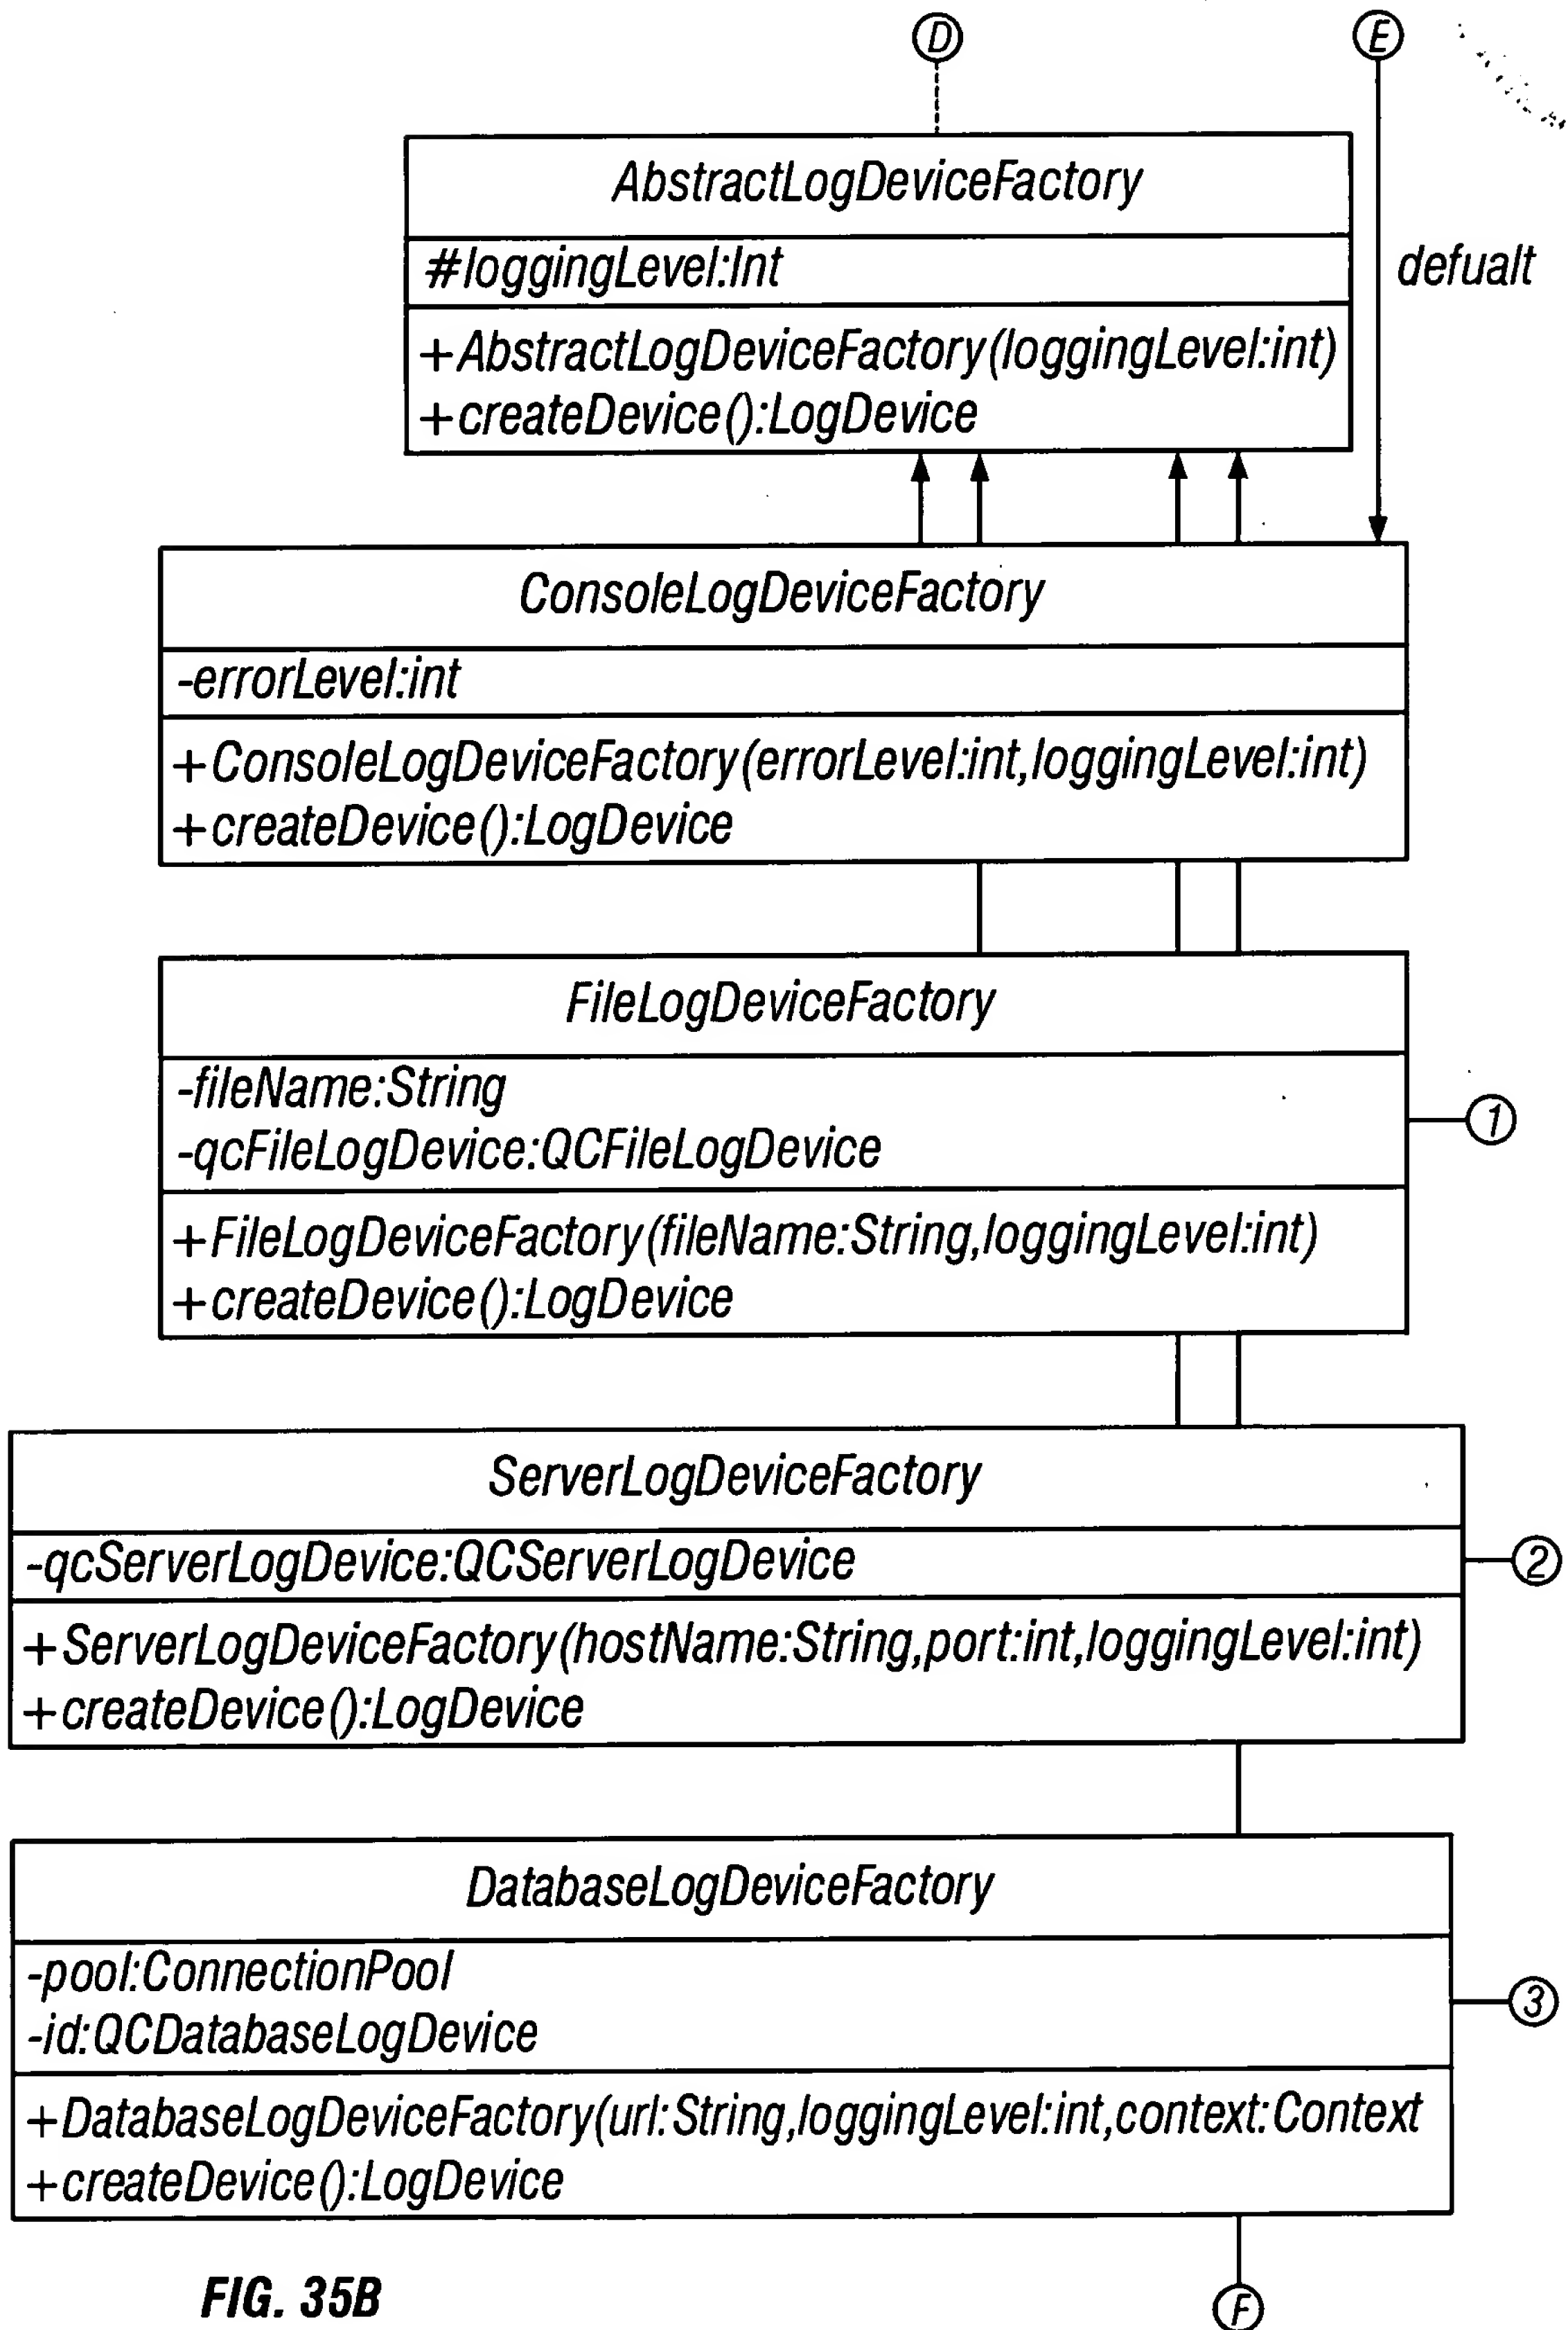 D
E
AbstractLogDeviceFactory
#loggingLevel:Int
defualt
+AbstractLogDeviceFactory(loggingLevel:int)
+createDevice():LogDevice
ConsoleLogDeviceFactory
-errorLevel:int
+ConsoleLogDeviceFactory(errorLevel:int,loggingLevel:int)
+createDevice():LogDevice
FileLogDeviceFactory
-fileName:String
-qcFileLogDevice:QCFileLogDevice
1
+FileLogDeviceFactory(fileName:String,loggingLevel:int)
+createDevice():LogDevice
ServerLogDeviceFactory
-qcServerLogDevice:QCServerLogDevice
2
+ServerLogDeviceFactory(hostName:String,port:int,loggingLevel:int)
+createDevice():LogDevice
DatabaseLogDeviceFactory
-pool:ConnectionPool
-id:QCDatabaseLogDevice
3
+DatabaseLogDeviceFactory(url:String,loggingLevel:int,context:Context
+createDevice():LogDevice
FIG. 35B
F